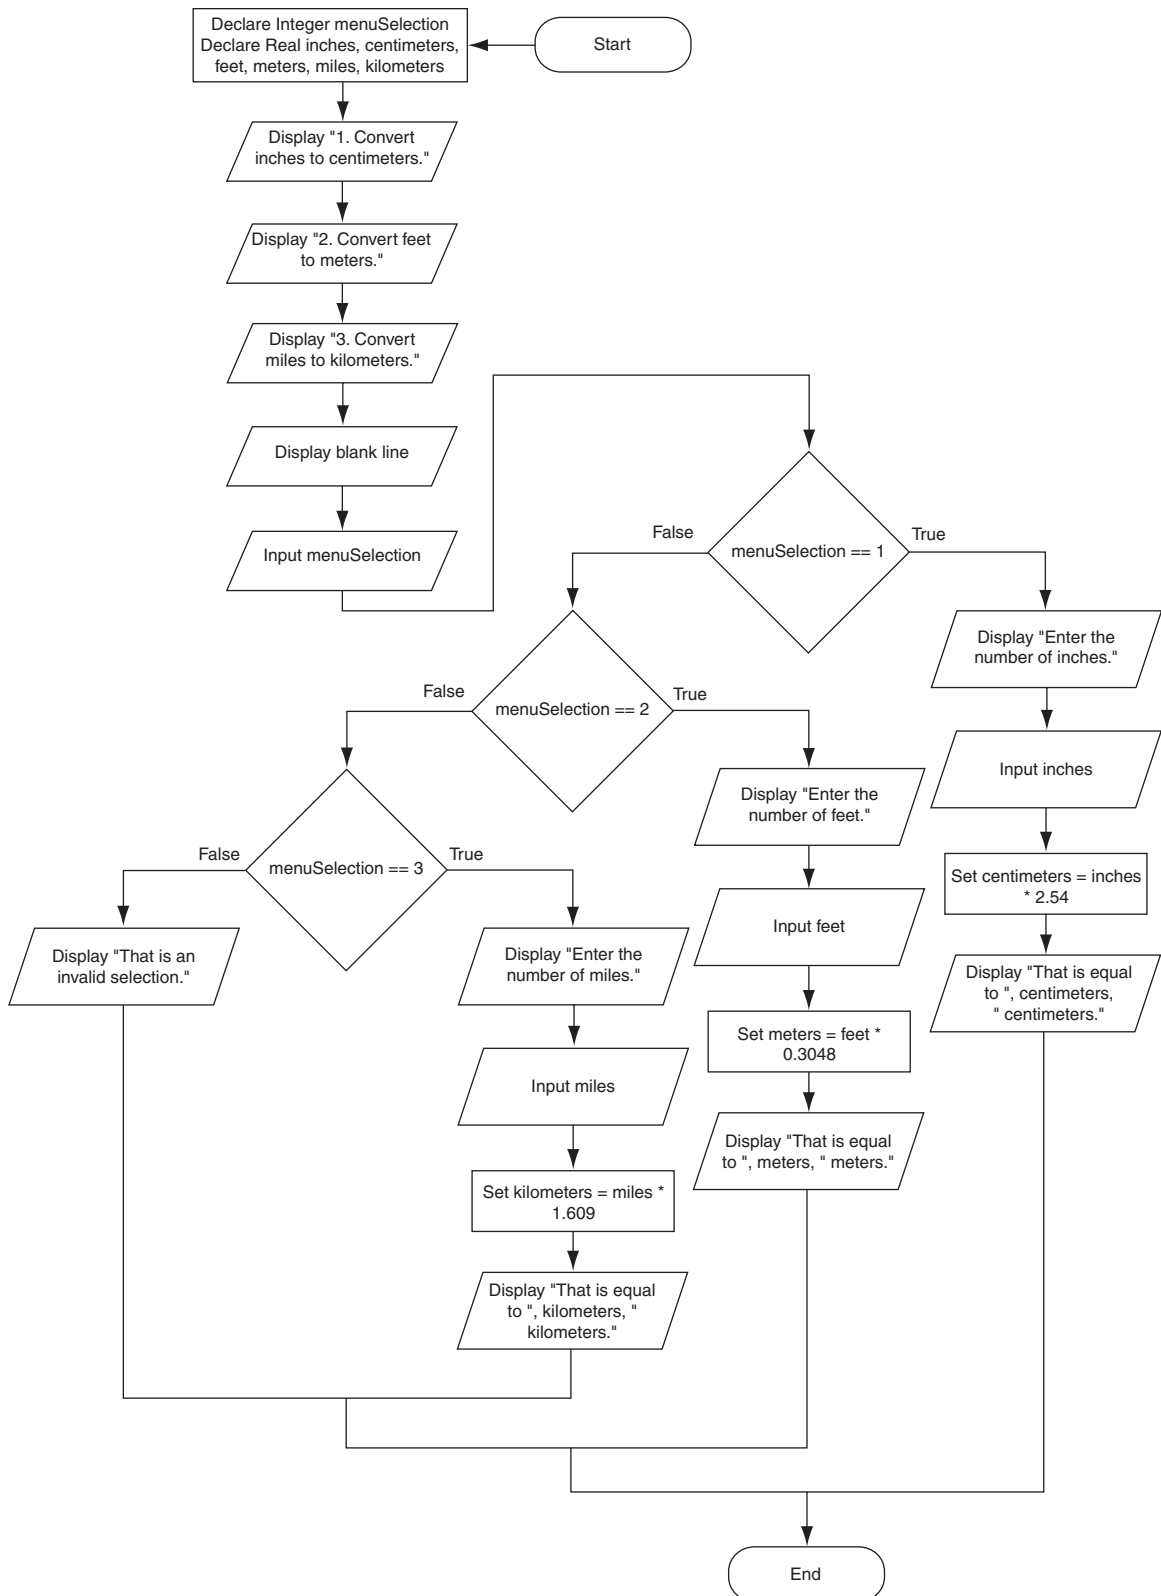 Start
Declare Integer menuSelection
Declare Real inches, centimeters,
feet, meters, miles, kilometers
Display "1. Convert
inches to centimeters."
Display "2. Convert feet
to meters."
Display "3. Convert
miles to kilometers."
Display blank line
Input menuSelection
menuSelection == 1
False
True
Display "Enter the
number of inches."
Input inches
Set centimeters = inches
* 2.54
Display "That is equal
to ", centimeters,
" centimeters."
menuSelection == 2
False
True
Display "Enter the
number of feet."
Input feet
Set meters = feet *
0.3048
Display "That is equal
to ", meters, " meters."
menuSelection == 3
False
True
Display "That is an
invalid selection."
Display "Enter the
number of miles."
Input miles
Set kilometers = miles *
1.609
Display "That is equal
to ", kilometers, "
kilometers."
End